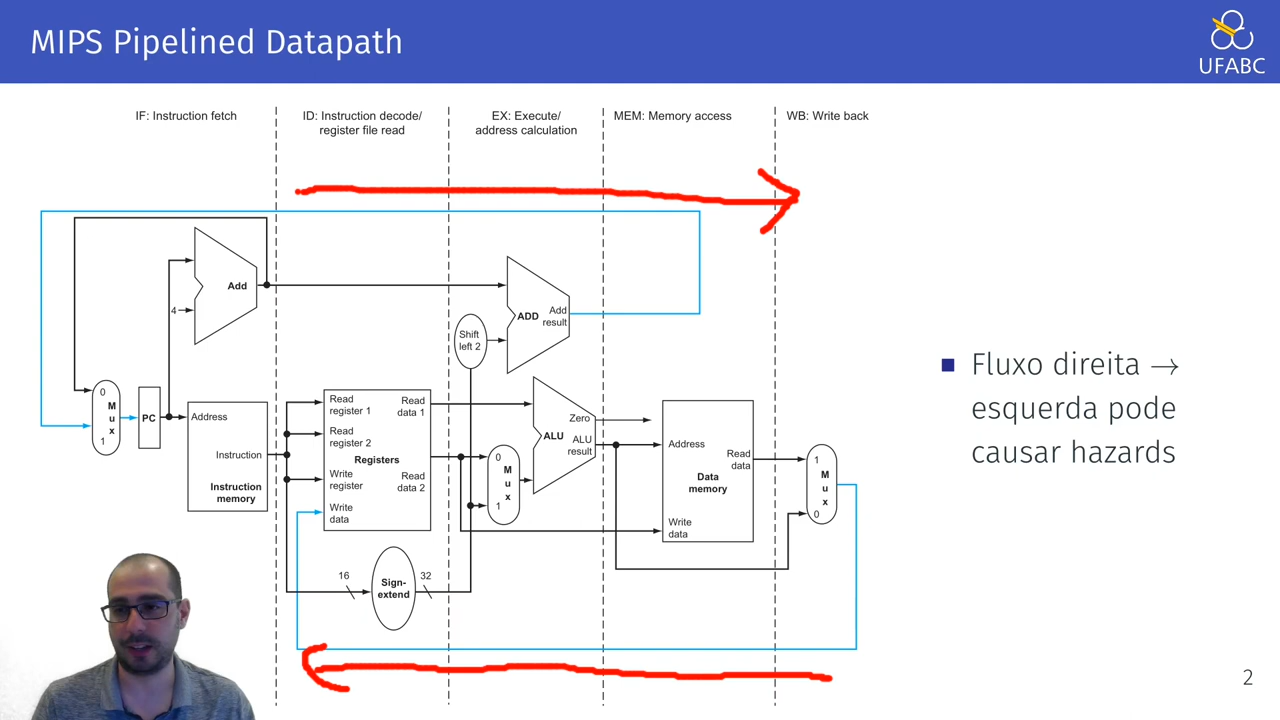 MIPS Pipelined Datapath
UFABC
IF: Instruction fetch
ID: Instruction decode/
register file read
EX: Execute/
address calculation
MEM: Memory access
WB: Write back
Add
4
ADD
Add
result
Shift
left 2
0
M
u
x
1
PC
Address
Instruction
Instruction
memory
Read
register 1
Read
register 2
Write
register
Write
data
Registers
Read
data 1
Read
data 2
16
Sign-
extend
32
0
M
u
x
1
Zero
ALU
ALU
result
Address
Read
data
Data
memory
Write
data
1
M
u
x
0
■ Fluxo direita →
esquerda pode
causar hazards
2